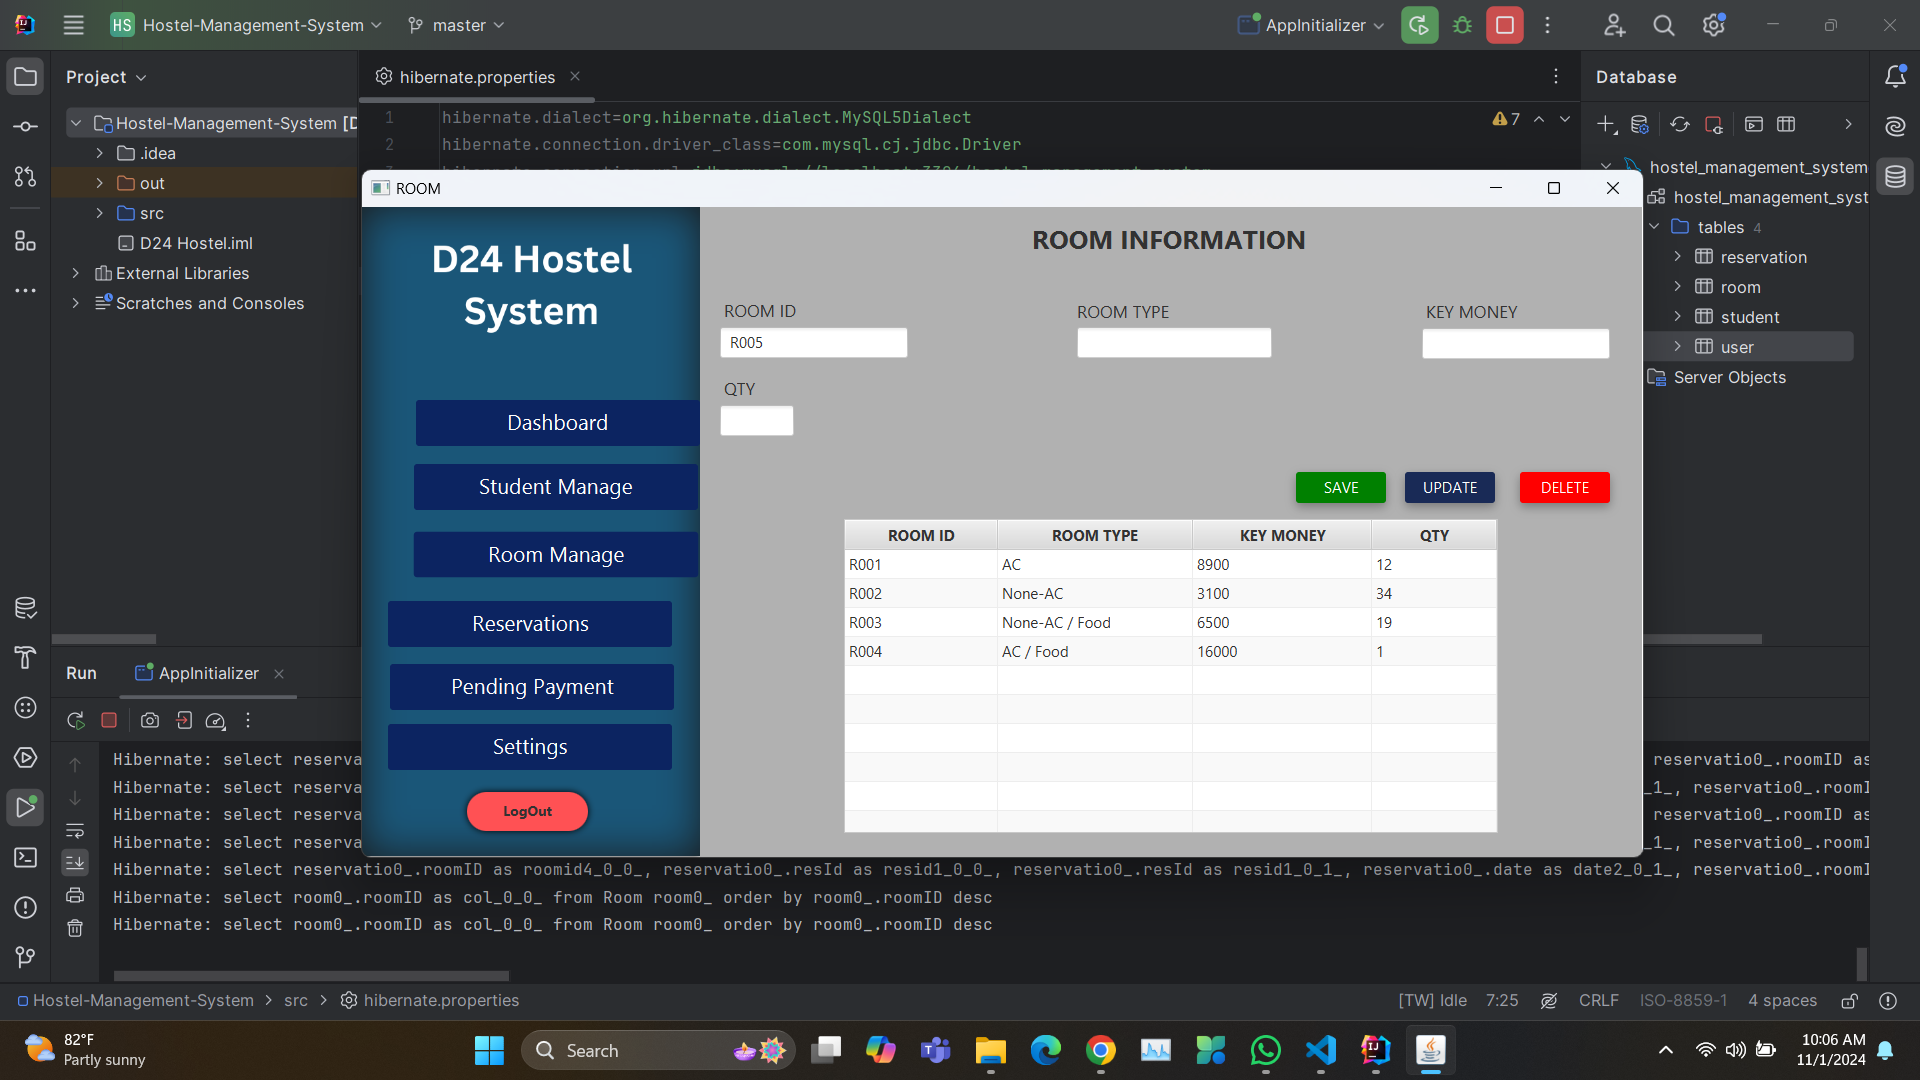 HS Hostel-Management-System master AppInitializer
Project
hibernate.properties
Database
Hostel-Management-System [D
.idea
out
src
D24 Hostel.iml
External Libraries
Scratches and Consoles
1 hibernate.dialect=org.hibernate.dialect.MySQL5Dialect
2 hibernate.connection.driver_class=com.mysql.cj.jdbc.Driver
7
hostel_management_system
hostel_management_syst
tables 4
reservation
room
student
user
Server Objects
ROOM
D24 Hostel
System
Dashboard
Student Manage
Room Manage
Reservations
Pending Payment
Settings
LogOut
ROOM INFORMATION
ROOM ID ROOM TYPE KEY MONEY
R005
QTY
SAVE UPDATE DELETE
ROOM ID ROOM TYPE KEY MONEY QTY
R001 AC 8900 12
R002 None-AC 3100 34
R003 None-AC / Food 6500 19
R004 AC / Food 16000 1
Run AppInitializer
Hibernate: select reserva reservatio0_.roomID as
Hibernate: select reserva _1_, reservatio0_.roomI
Hibernate: select reserva reservatio0_.roomID as
Hibernate: select reserva _1_, reservatio0_.roomI
Hibernate: select reservatio0_.roomID as roomid4_0_0_, reservatio0_.resId as resid1_0_0_, reservatio0_.resId as resid1_0_1_, reservatio0_.date as date2_0_1_, reservatio0_.roomI
Hibernate: select room0_.roomID as col_0_0_ from Room room0_ order by room0_.roomID desc
Hibernate: select room0_.roomID as col_0_0_ from Room room0_ order by room0_.roomID desc
Hostel-Management-System > src > hibernate.properties
[TW] Idle 7:25 CRLF ISO-8859-1 4 spaces
82°F
Partly sunny
Search
10:06 AM
11/1/2024